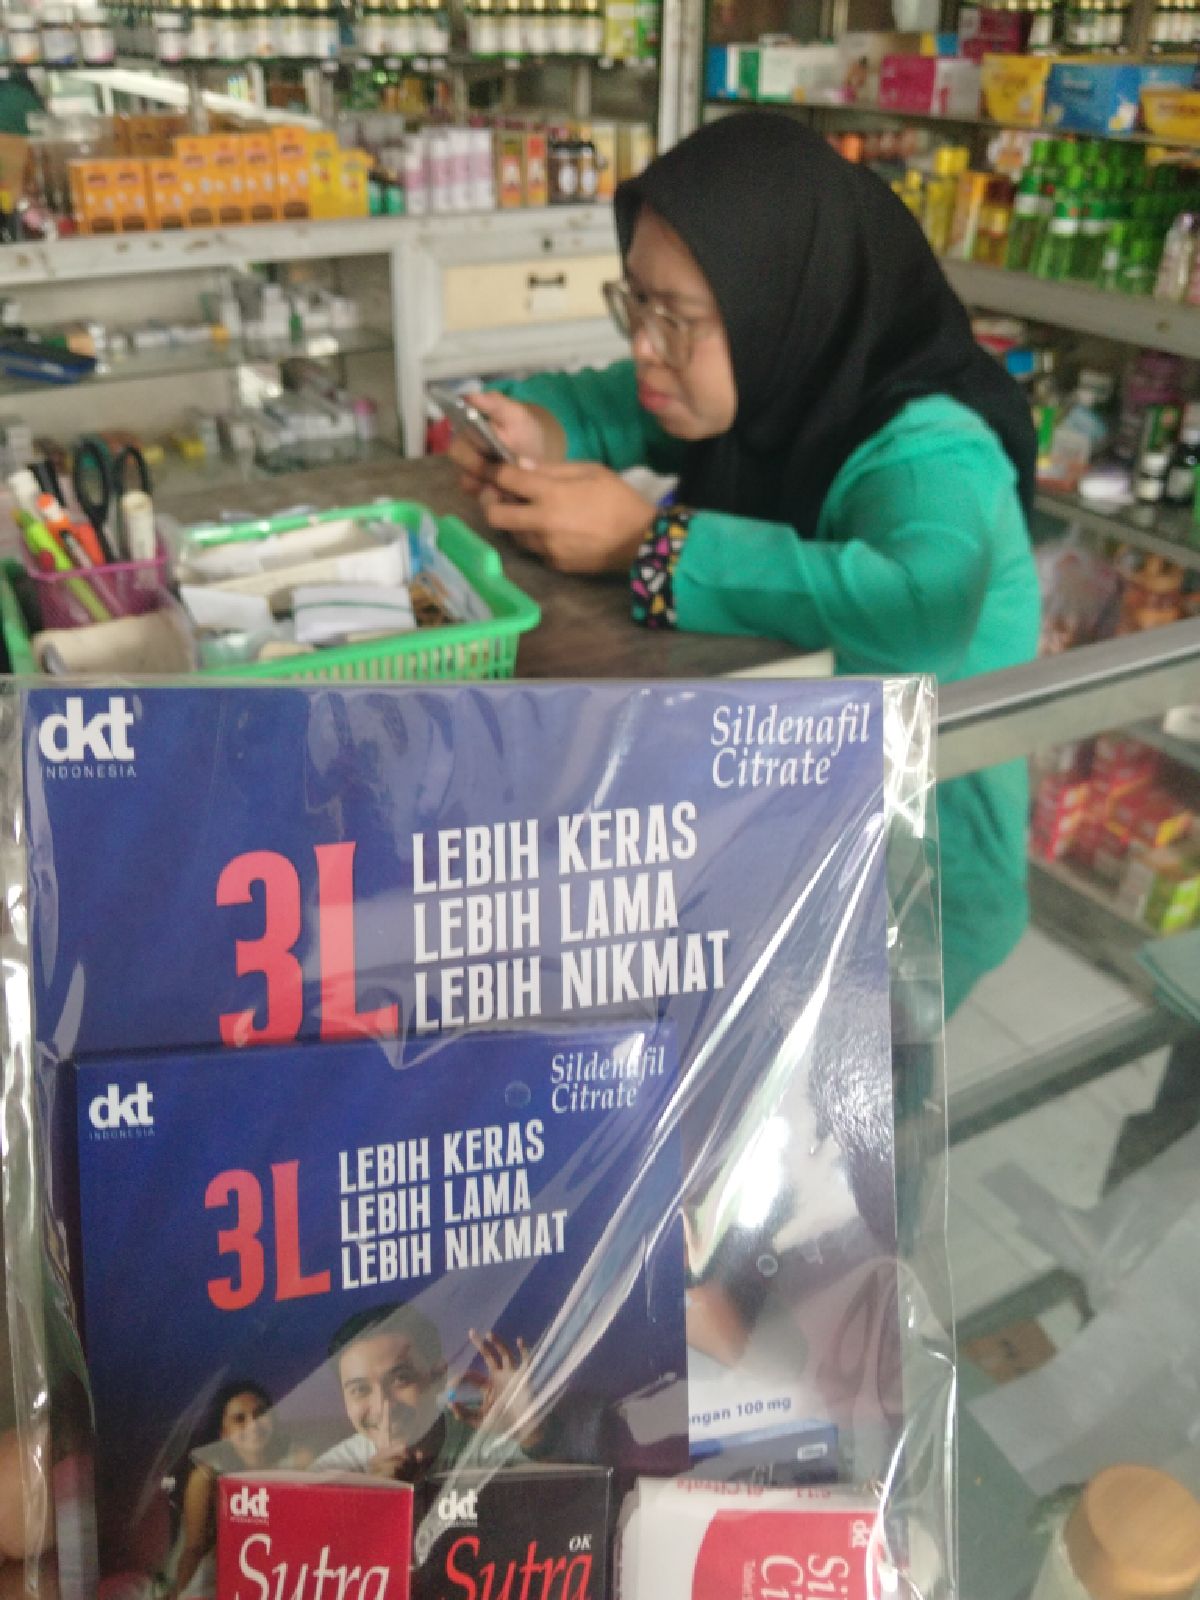 dkt
INDONESIA
Sildenafil
Citrate
3L
LEBIH KERAS
LEBIH LAMA
LEBIH NIKMAT
dkt
INDONESIA
Sildenafil
Citrate
3L
LEBIH KERAS
LEBIH LAMA
LEBIH NIKMAT
100 mg
dkt
Sutra
dkt
OK
Sutra
dkt